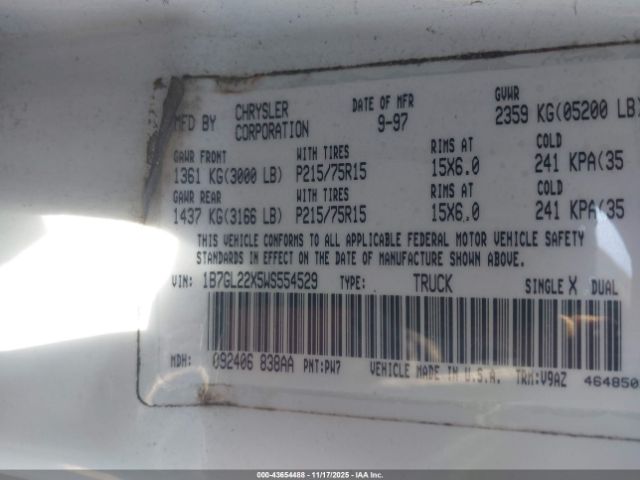 MFD BY CHRYSLER CORPORATION DATE OF MFR 9-97 GVWR 2359 KG(05200 LB)
GAWR FRONT WITH TIRES RIMS AT COLD
1361 KG(3000 LB) P215/75R15 15X6.0 241 KPA(35
GAWR REAR WITH TIRES RIMS AT COLD
1437 KG(3166 LB) P215/75R15 15X6.0 241 KPA(35
THIS VEHICLE CONFORMS TO ALL APPLICABLE FEDERAL MOTOR VEHICLE SAFETY
STANDARDS IN EFFECT ON THE DATE OF MANUFACTURE SHOWN ABOVE.
VIN: 1B7GL22X5WS554529 TYPE: TRUCK SINGLE X DUAL
MDH: 092406 838AA PNT:PW7 VEHICLE MADE IN U.S.A. TRM:V9AZ
464850
000-43654488 - 11/17/2025 - IAA